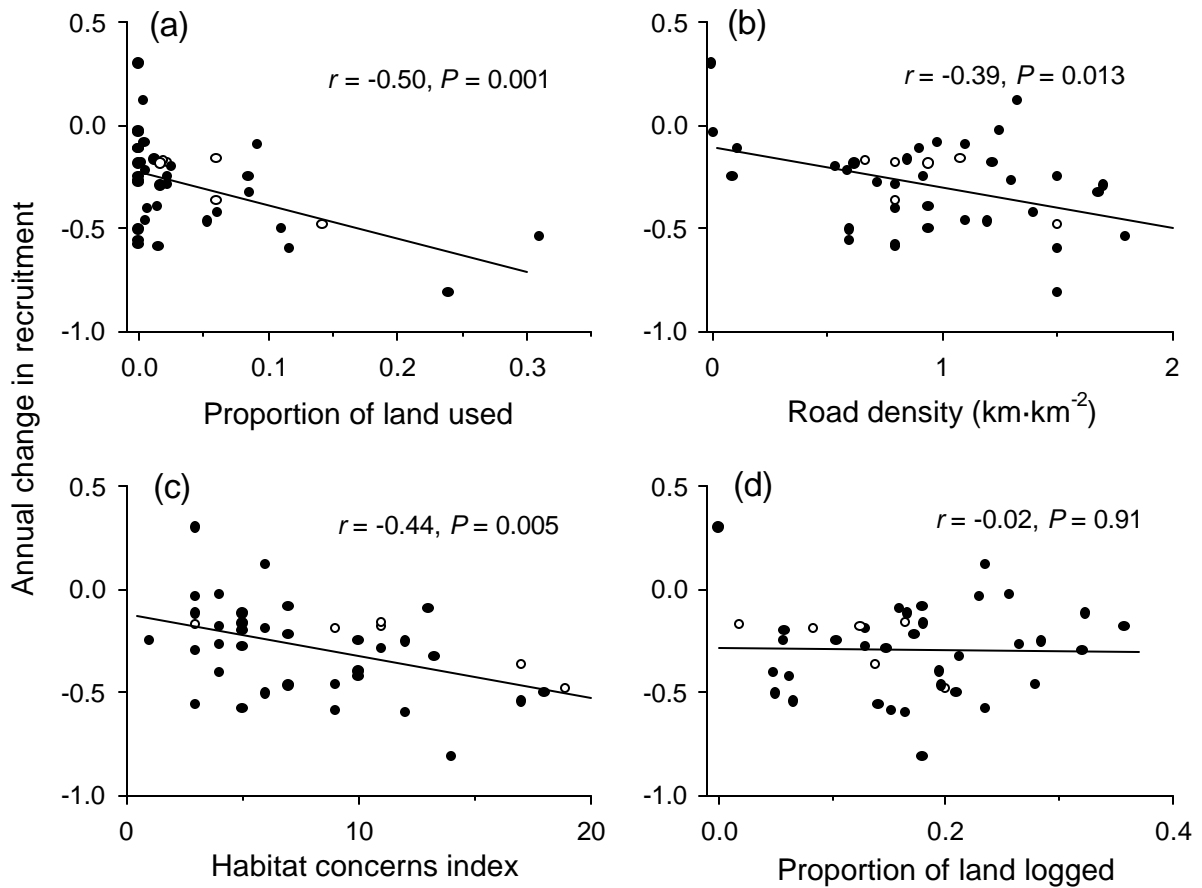 Annual change in recruitment
(a)
r = -0.50, P = 0.001
0.5
0.0
-0.5
-1.0
0.0 0.1 0.2 0.3
Proportion of land used
(b)
r = -0.39, P = 0.013
0.5
0.0
-0.5
-1.0
0 1 2
Road density (km·km⁻²)
(c)
r = -0.44, P = 0.005
0.5
0.0
-0.5
-1.0
0 10 20
Habitat concerns index
(d)
r = -0.02, P = 0.91
0.5
0.0
-0.5
-1.0
0.0 0.2 0.4
Proportion of land logged